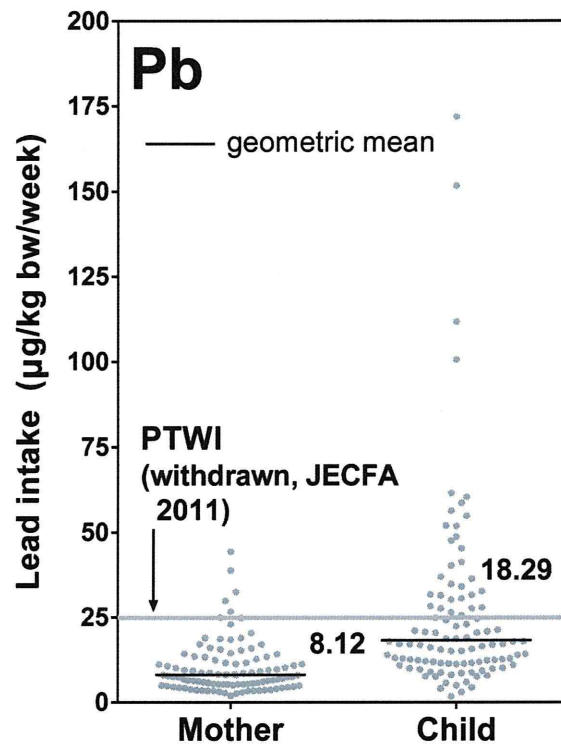 200
Pb
175
geometric mean
150
125
100
Lead intake (µg/kg bw/week)
75
PTWI
(withdrawn, JECFA
2011)
50
18.29
25
8.12
0
Mother Child